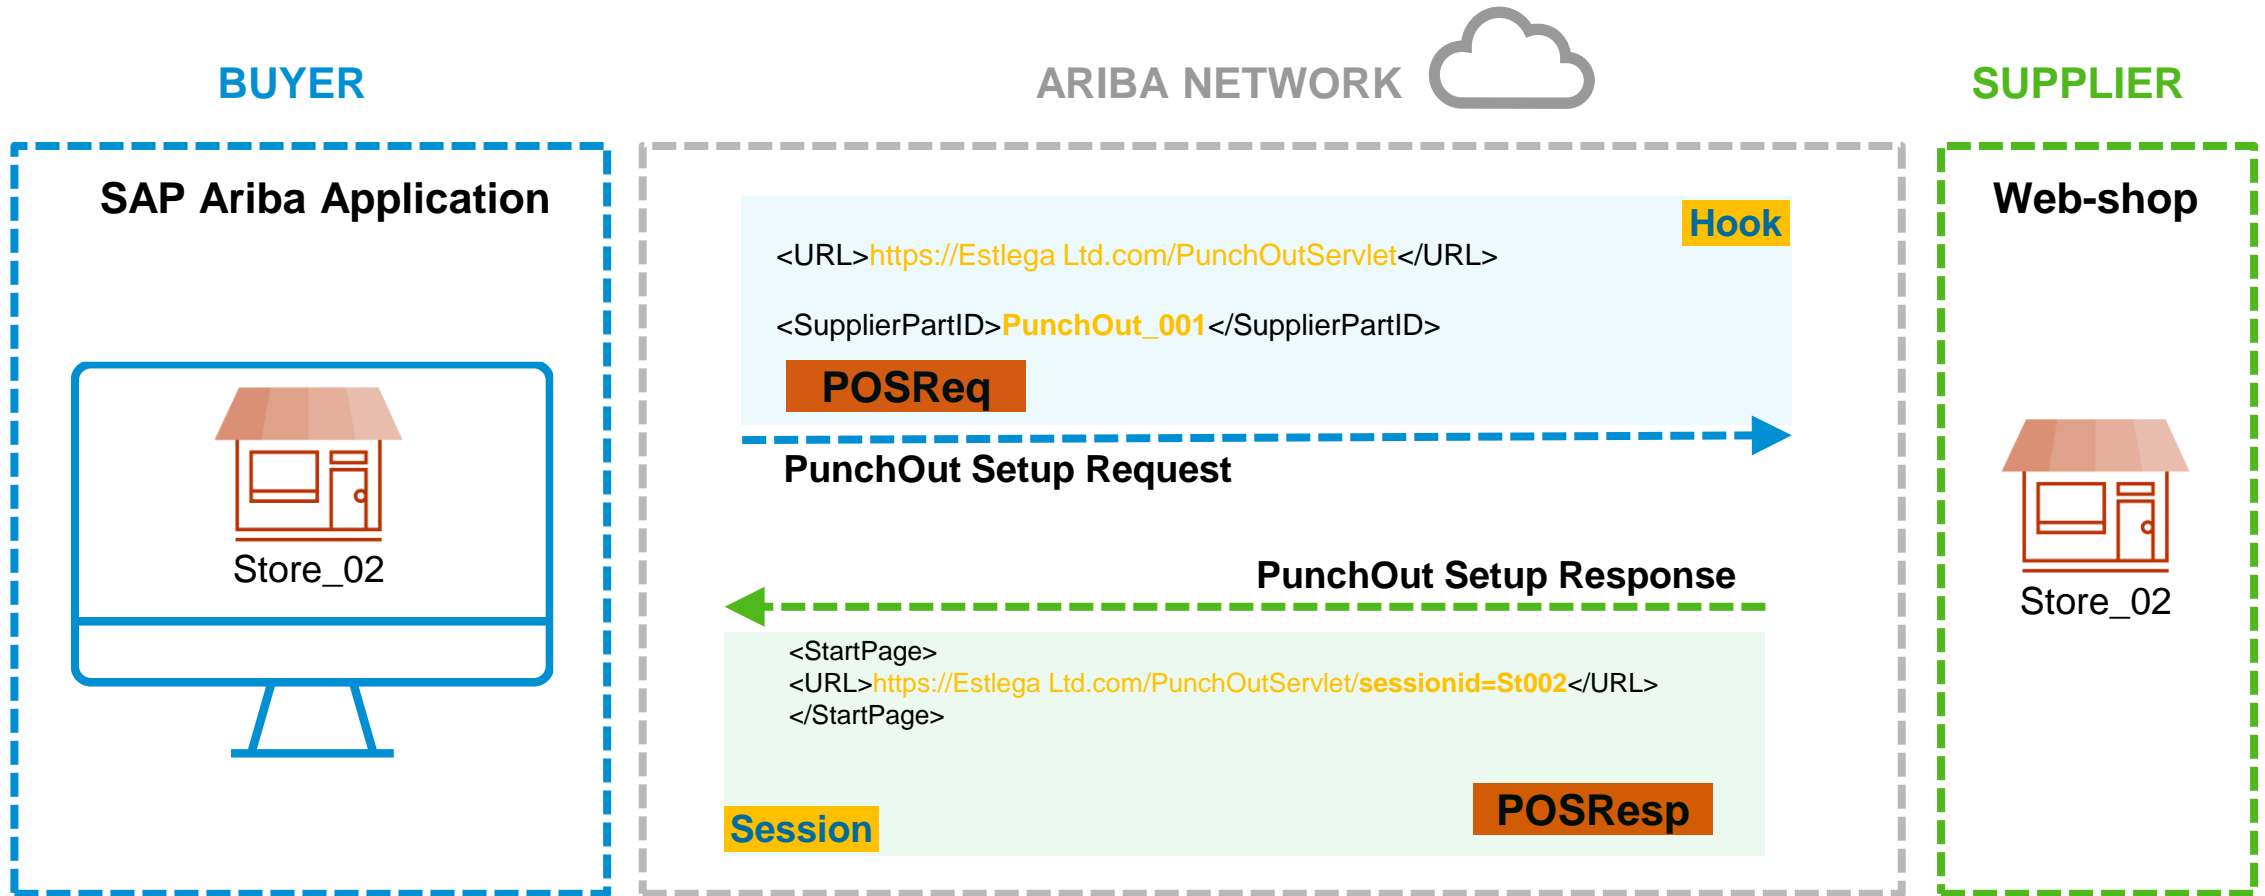 BUYER
ARIBA NETWORK
SUPPLIER
SAP Ariba Application
Store_02
Hook
<URL>https://Estlega Ltd.com/PunchOutServlet</URL>
<SupplierPartID>PunchOut_001</SupplierPartID>
POSReq
PunchOut Setup Request
PunchOut Setup Response
<StartPage>
<URL>https://Estlega Ltd.com/PunchOutServlet/sessionid=St002</URL>
</StartPage>
POSResp
Session
Web-shop
Store_02